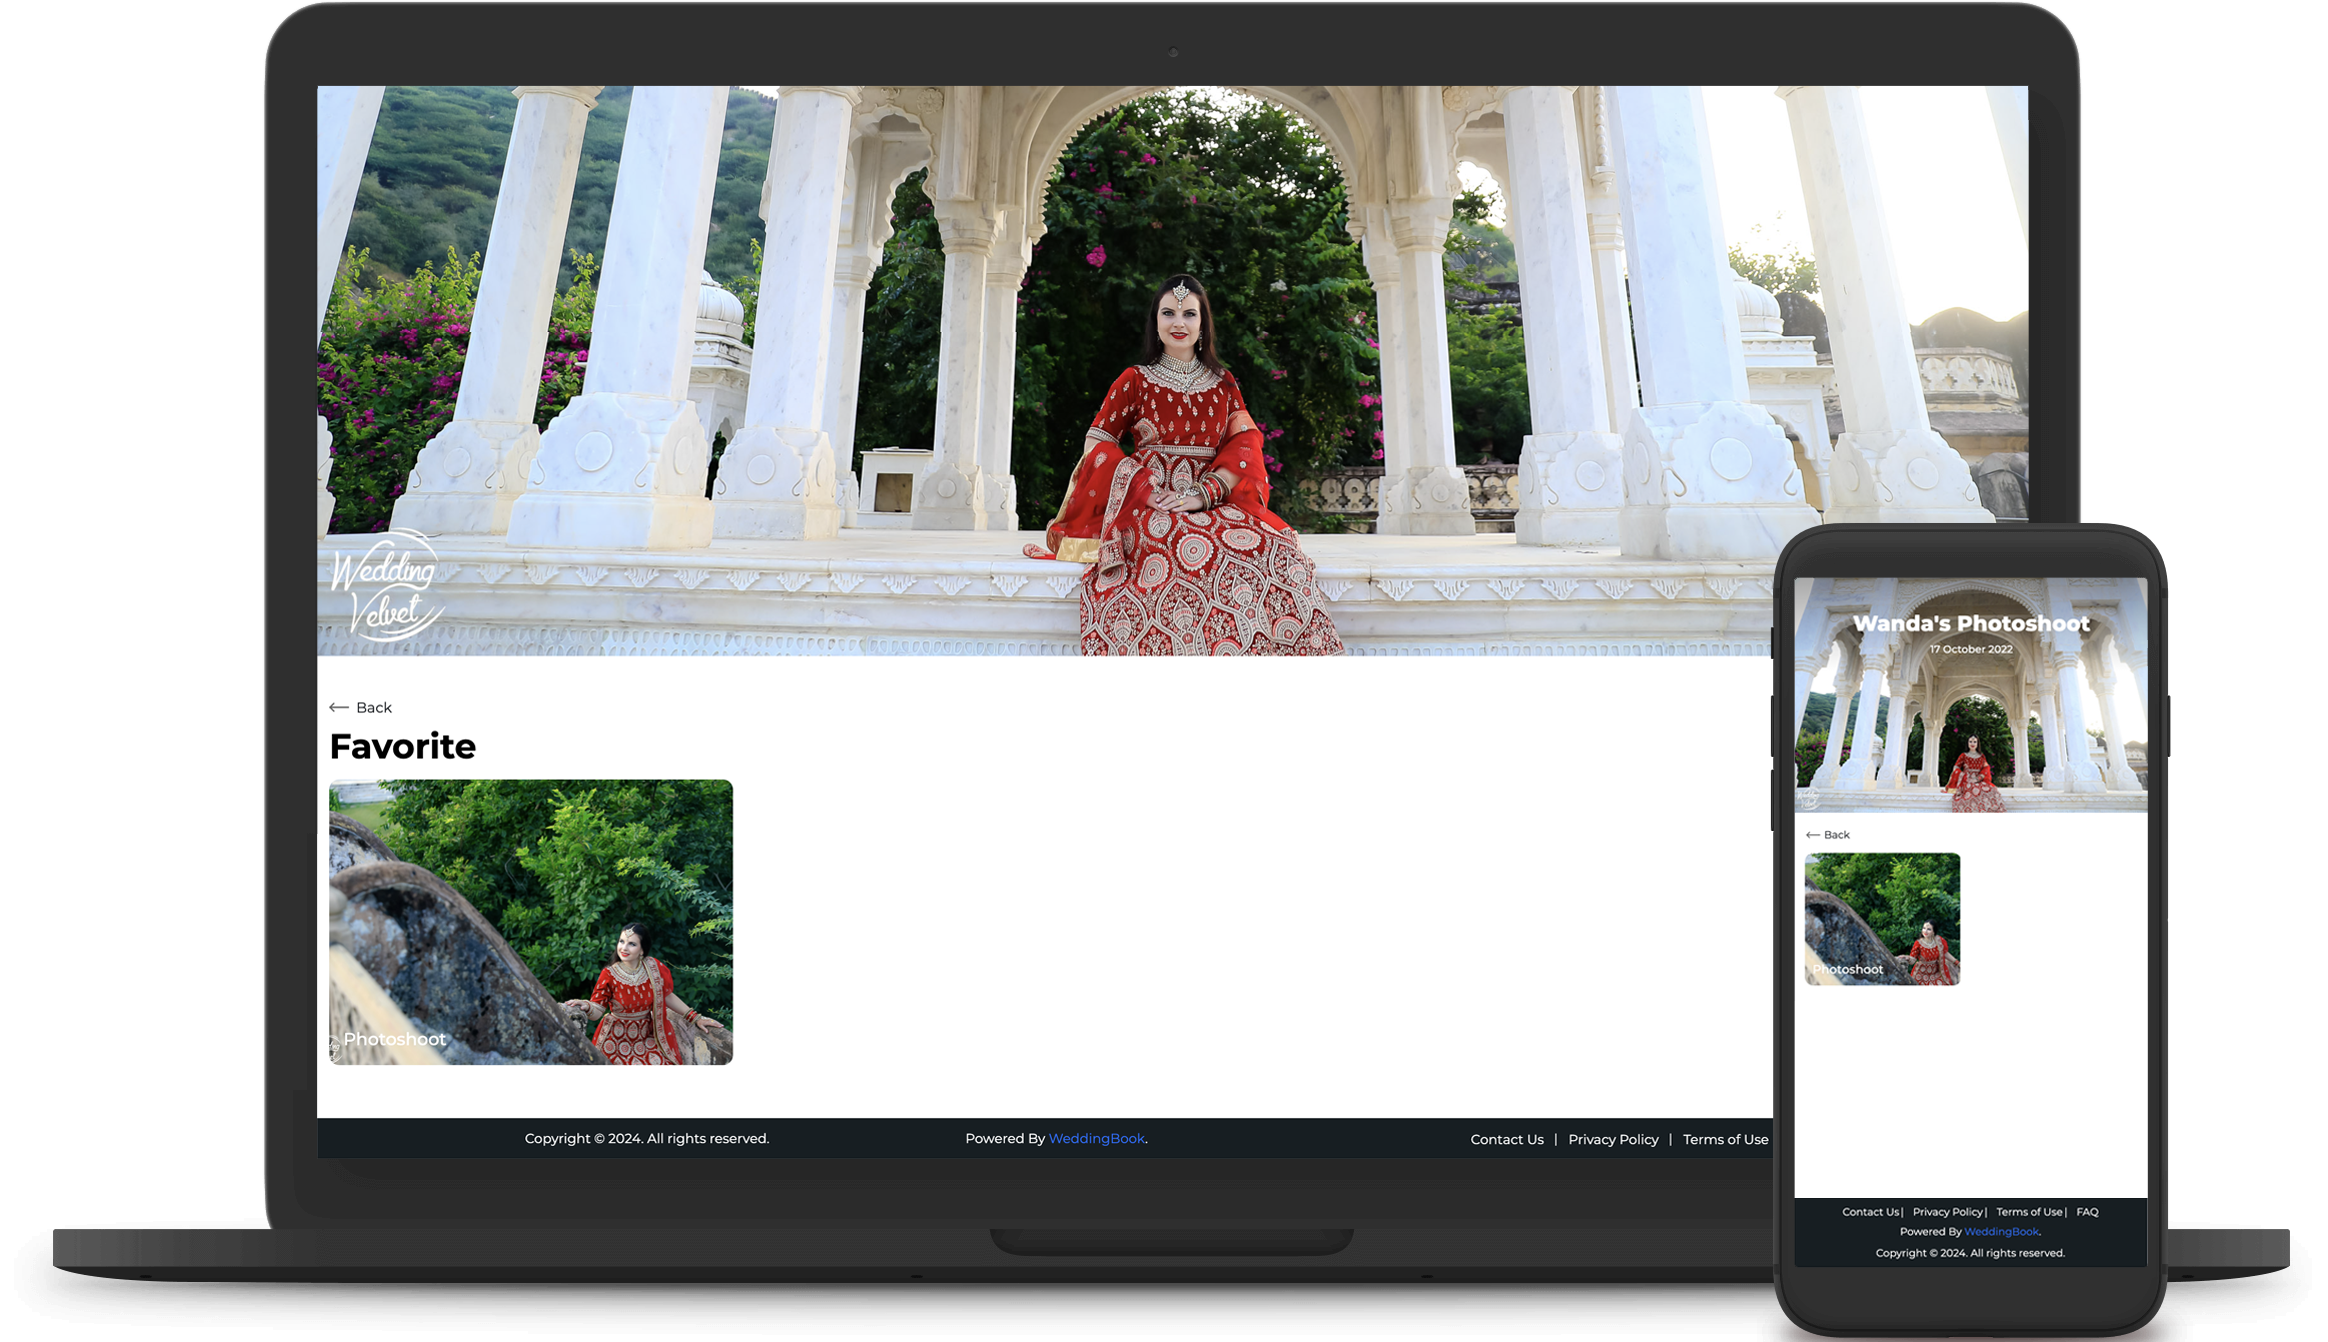 Wedding
Velvet
Back
Favorite
Photoshoot
Copyright © 2024. All rights reserved.
Powered By WeddingBook.
Contact Us | Privacy Policy | Terms of Use
Wanda's Photoshoot
17 October 2022
Wedding
Velvet
Back
Photoshoot
Contact Us | Privacy Policy | Terms of Use | FAQ
Powered By WeddingBook.
Copyright © 2024. All rights reserved.